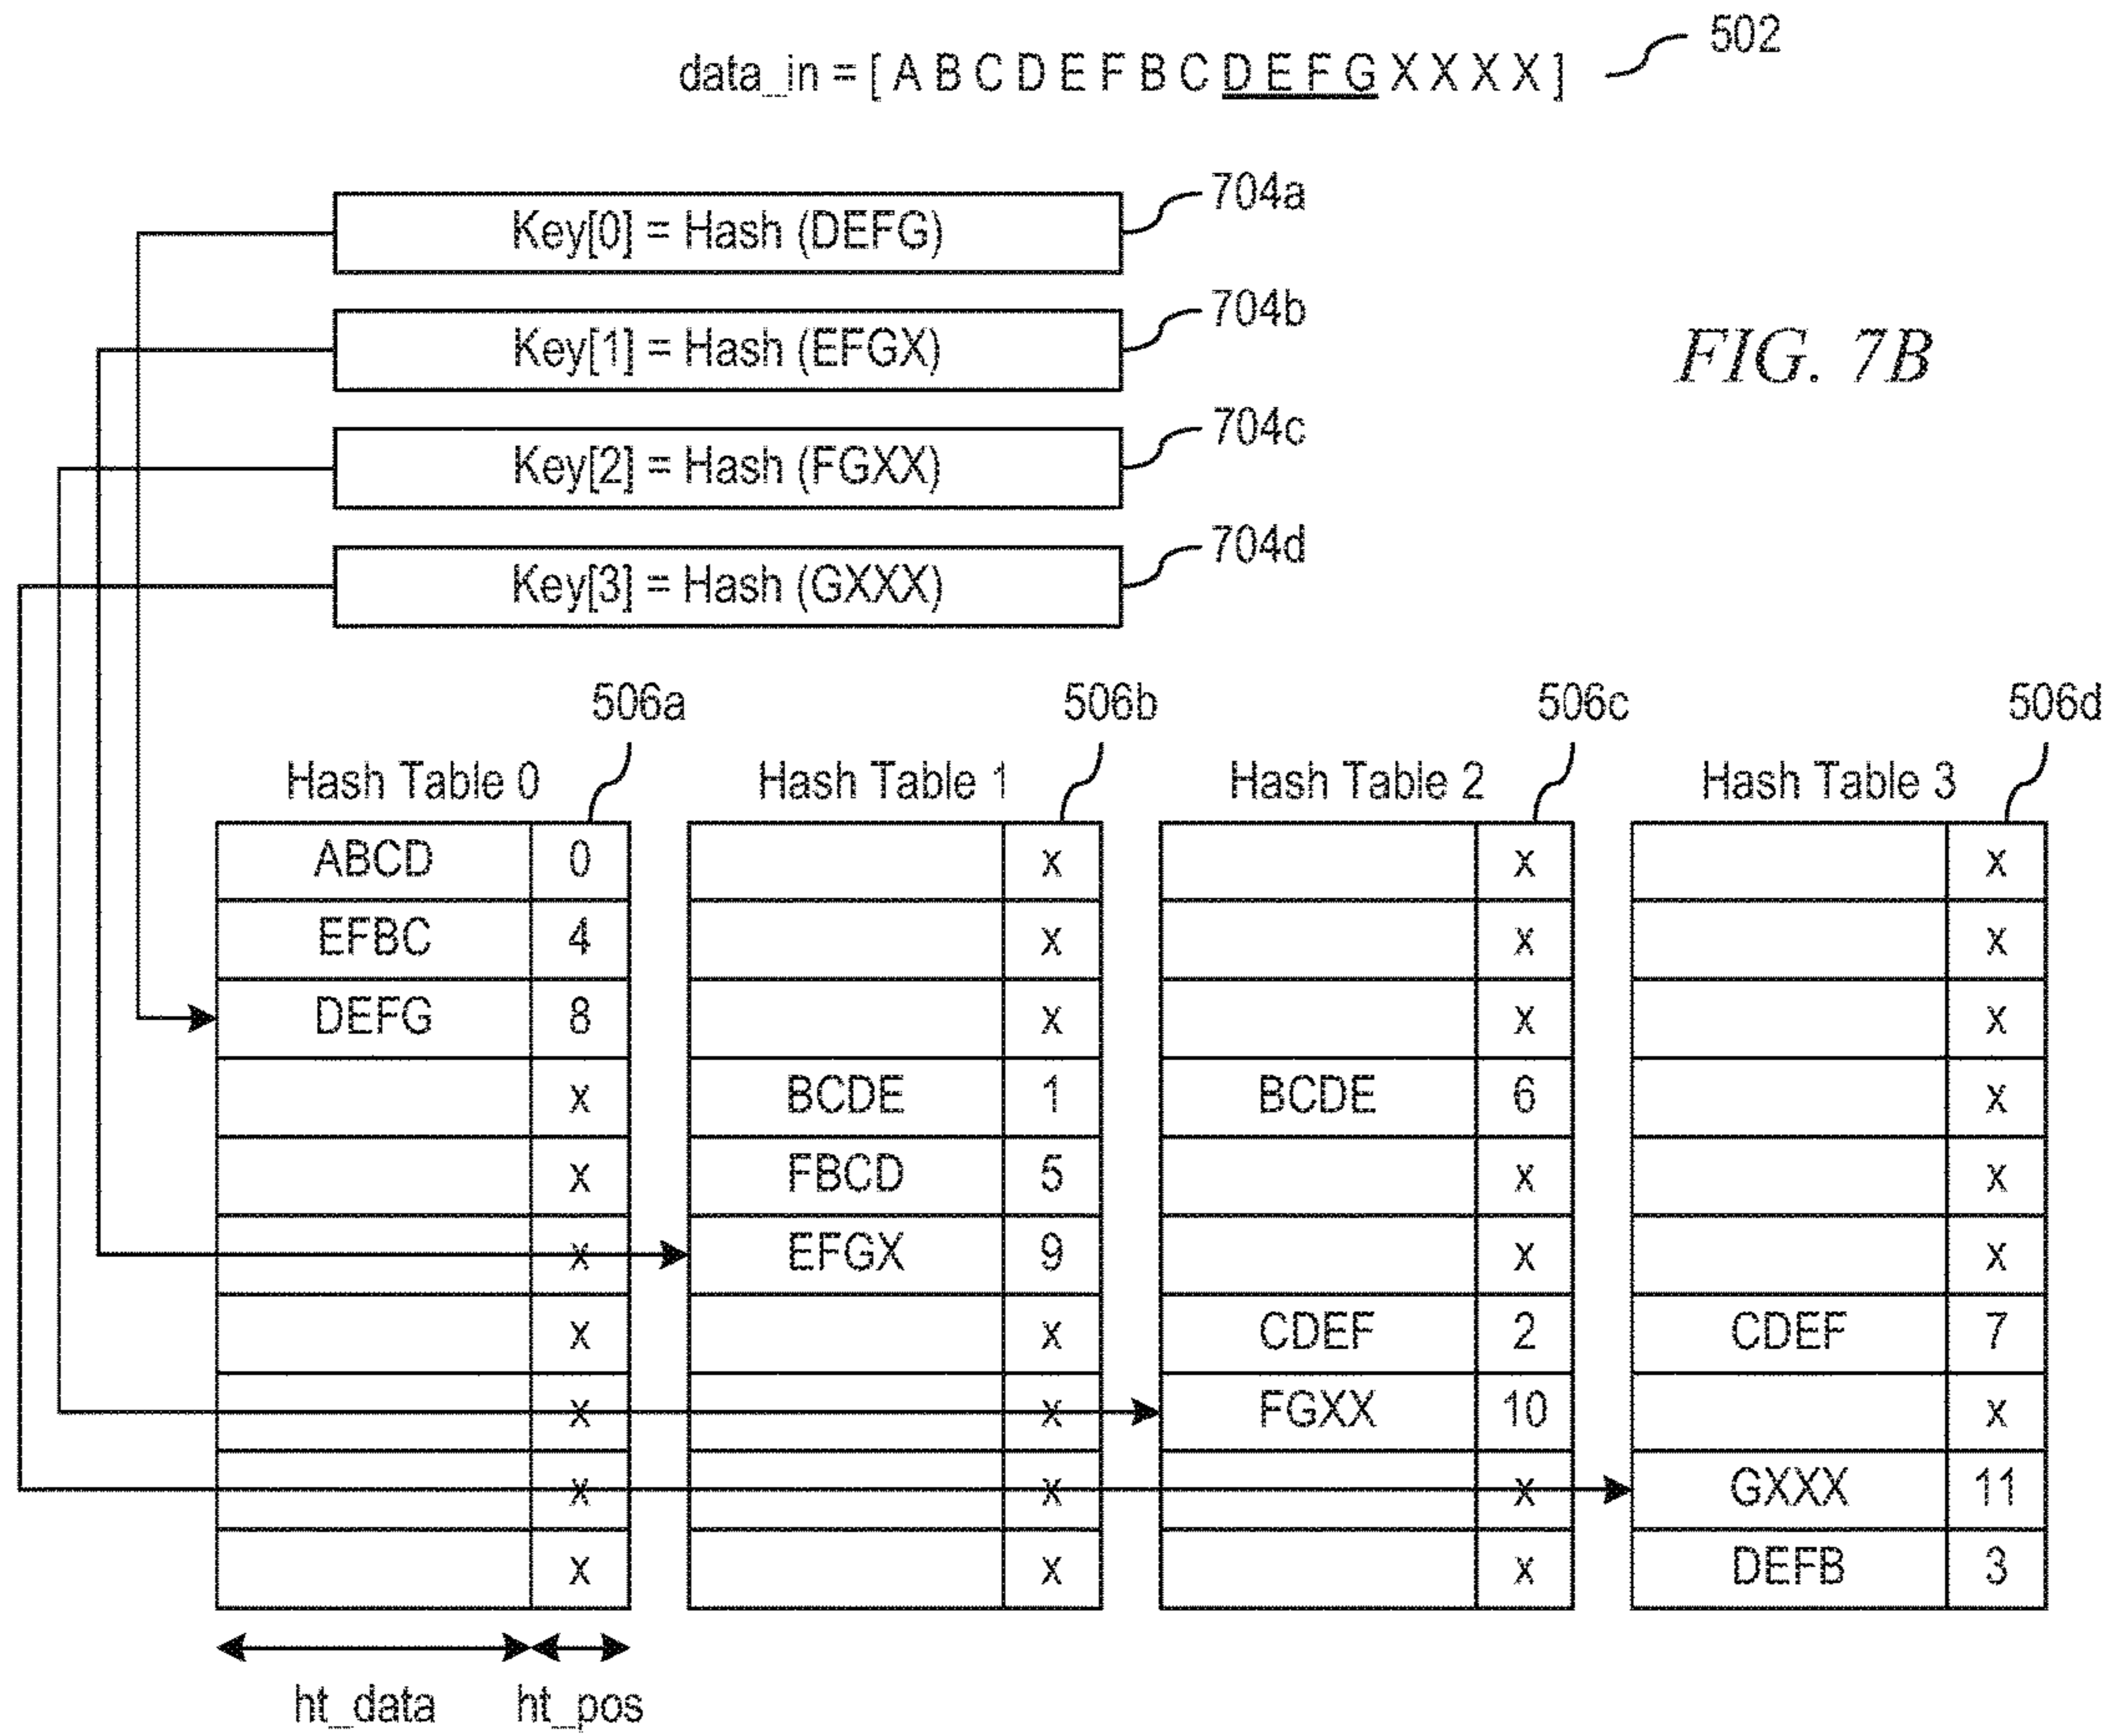 502
data_in = [ A B C D E F B C D E F G X X X X ]
704a
Key[0] = Hash (DEFG)
704b
Key[1] = Hash (EFGX)
FIG. 7B
704c
Key[2] = Hash (FGXX)
704d
Key[3] = Hash (GXXX)
506a 506b 506c 506d
Hash Table 0 Hash Table 1 Hash Table 2 Hash Table 3
ABCD 0 x x x
EFBC 4 x x x
DEFG 8 x x x
x BCDE 1 BCDE 6 x
x FBCD 5 x x
x EFGX 9 x x
x x CDEF 2 CDEF 7
x x FGXX 10 x
x x x GXXX 11
x x x DEFB 3
ht_data ht_pos